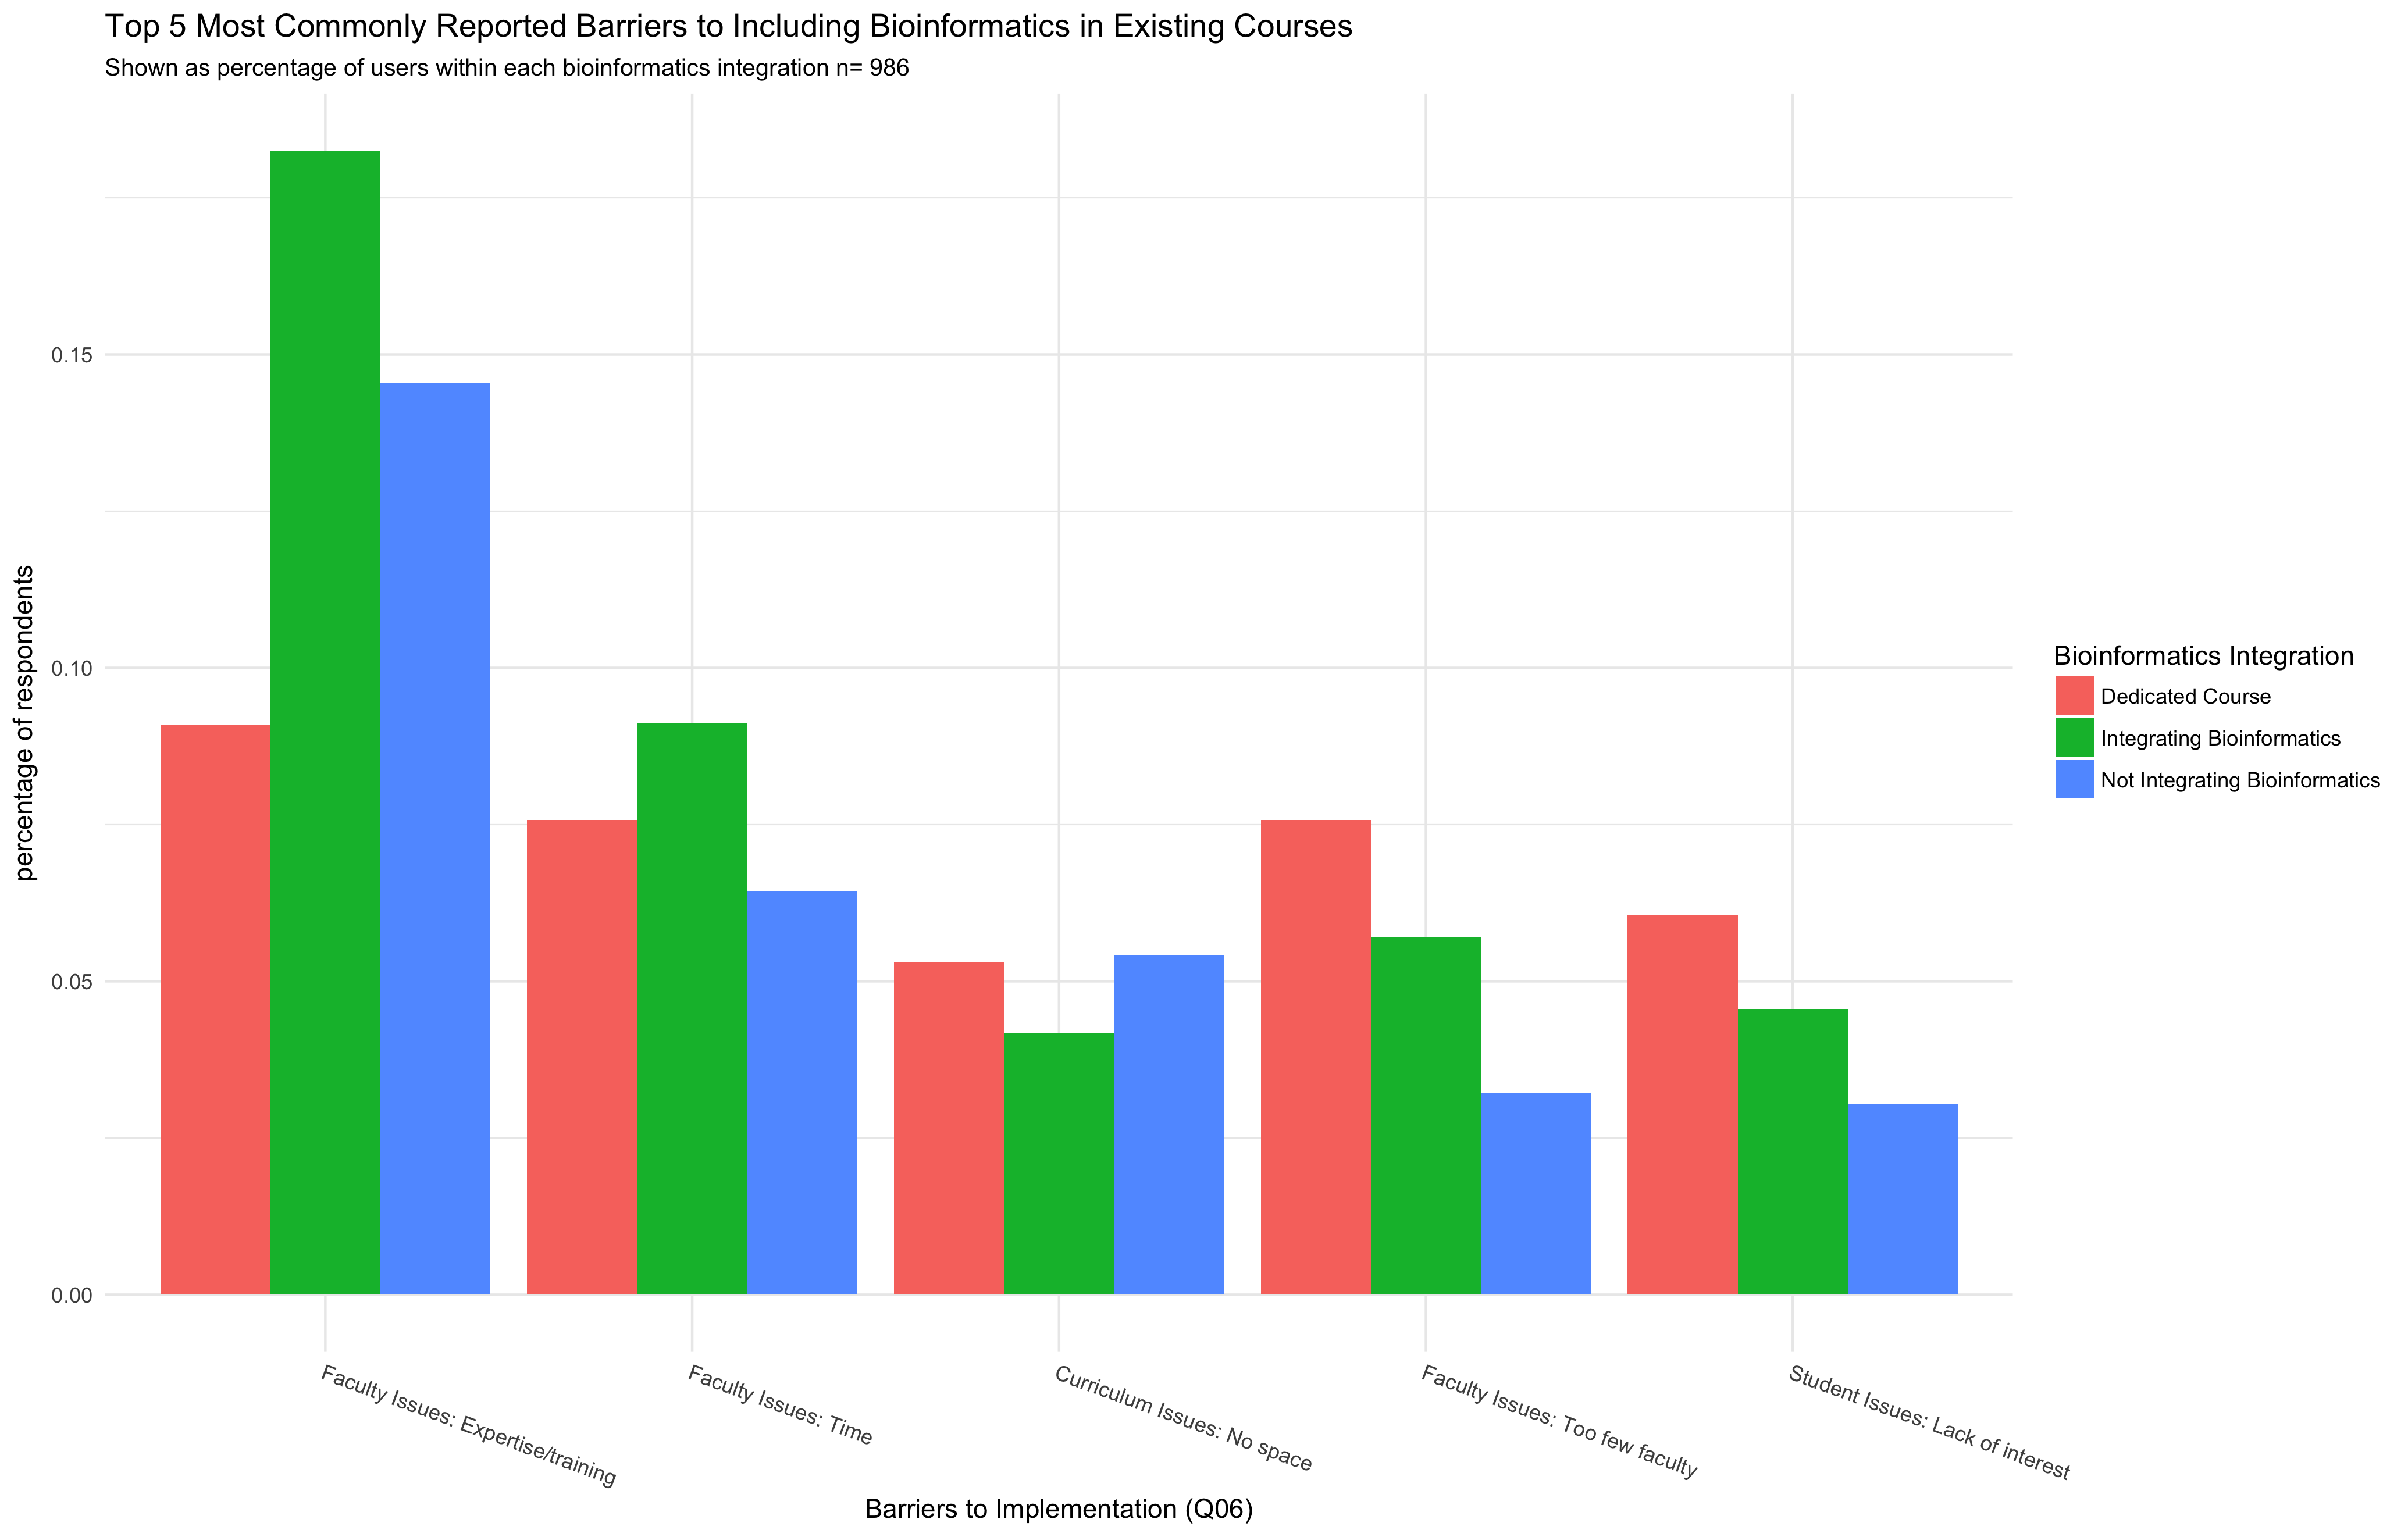 Top 5 Most Commonly Reported Barriers to Including Bioinformatics in Existing Courses
Shown as percentage of users within each bioinformatics integration n= 986
percentage of respondents
0.15
0.10
0.05
0.00
Faculty Issues: Expertise/training
Faculty Issues: Time
Curriculum Issues: No space
Faculty Issues: Too few faculty
Student Issues: Lack of interest
Barriers to Implementation (Q06)
Bioinformatics Integration
Dedicated Course
Integrating Bioinformatics
Not Integrating Bioinformatics